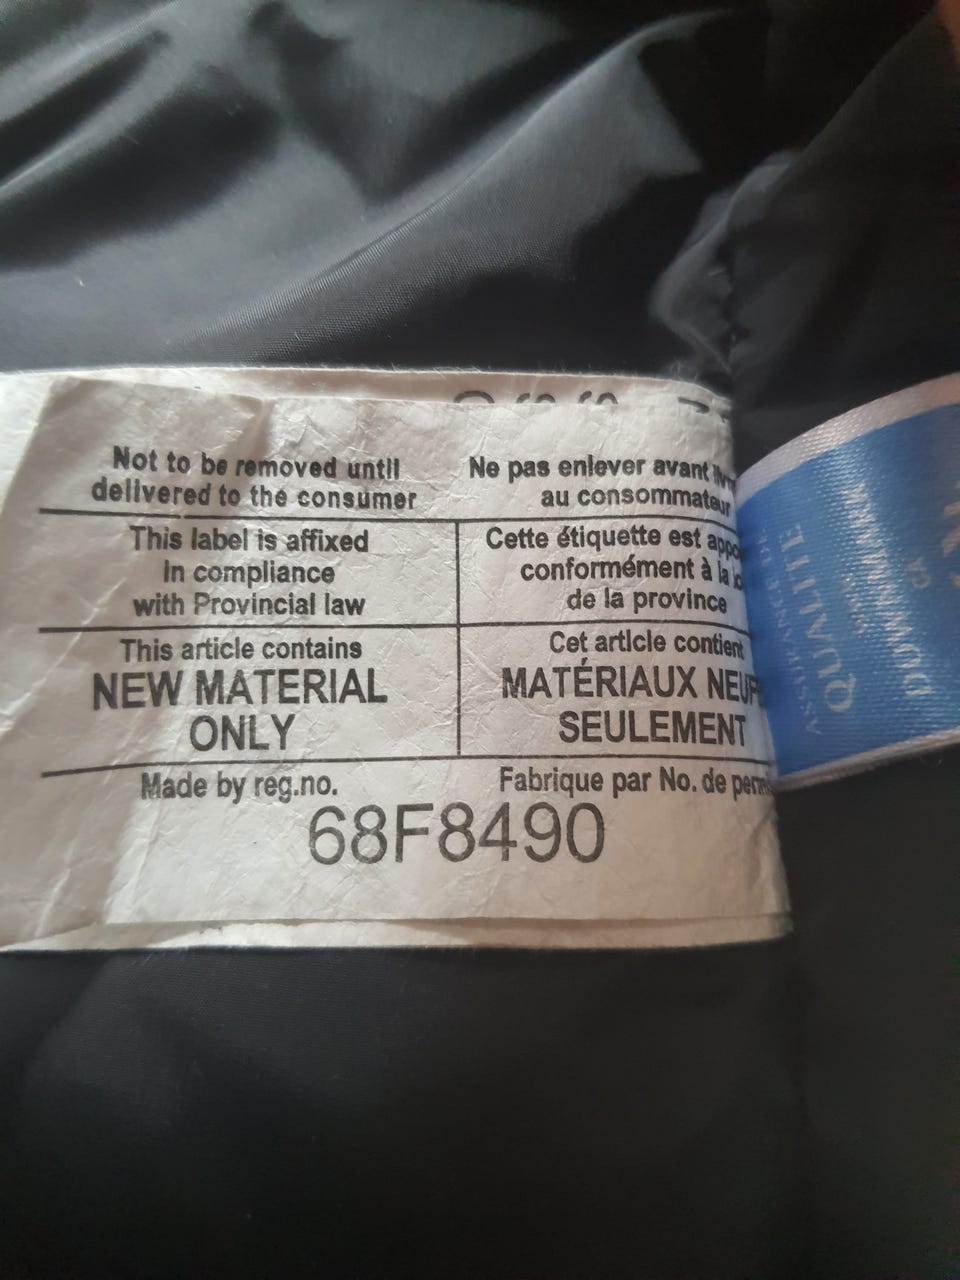 Not to be removed until
delivered to the consumer
Ne pas enlever avant
au consommateur
This label is affixed
in compliance
with Provincial law
Cette étiquette est
conformément à la
de la province
This article contains
NEW MATERIAL
ONLY
Cet article contient
MATÉRIAUX
SEULEMENT
Made by reg.no.
Fabrique par No. de
68F8490
QUALITE